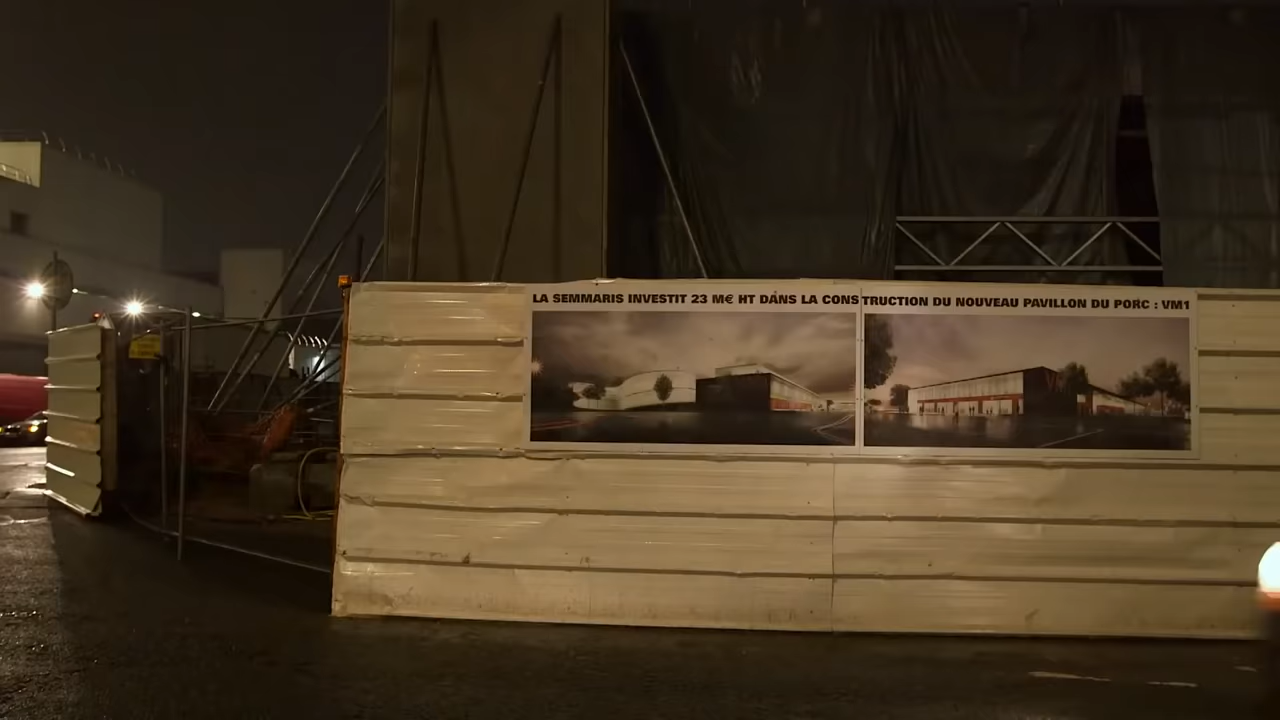 LA SEMMARIS INVESTIT 23 M€ HT DANS LA CONSTRUCTION DU NOUVEAU PAVILLON DU PORC : VM1